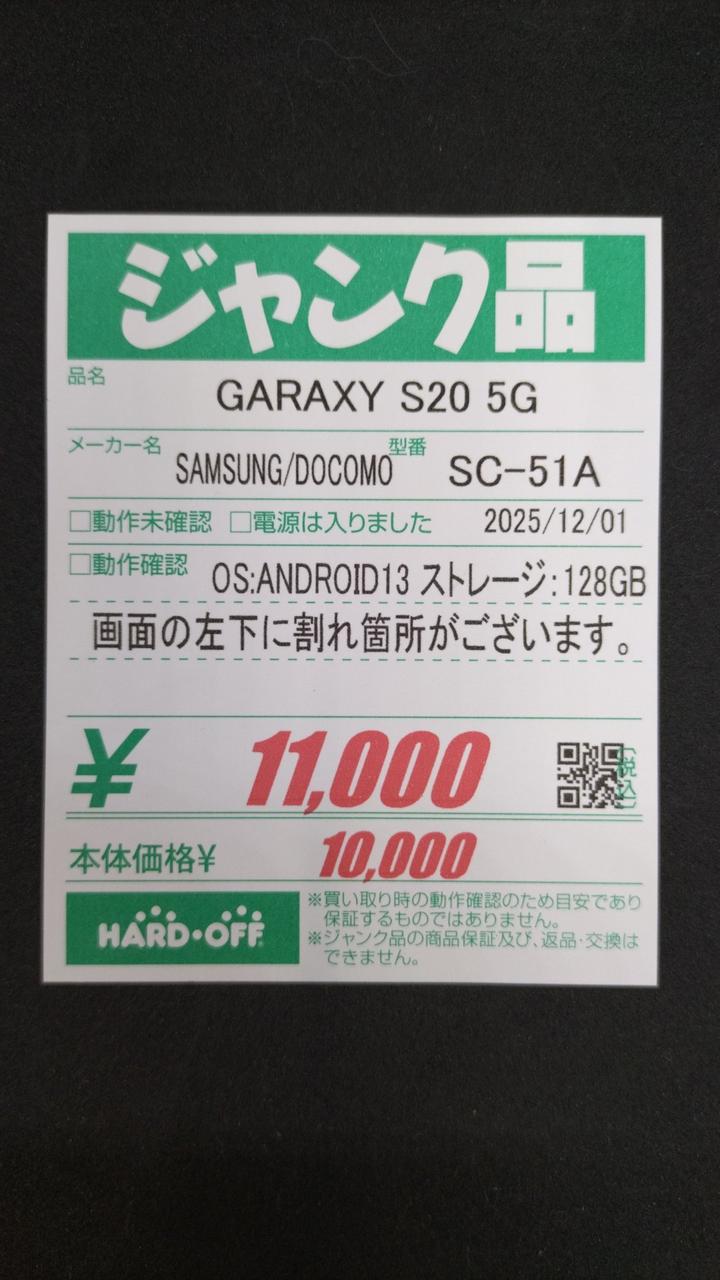 ジャンク品
品名
GARAXY S20 5G
メーカー名 SAMSUNG/DOCOMO 型番 SC-51A
□動作未確認 □電源は入りました 2025/12/01
□動作確認 OS:ANDROID13 ストレージ:128GB
画面の左下に割れ箇所がございます。
¥ 11,000 [税込]
本体価格¥ 10,000
HARD・OFF
※買い取り時の動作確認のため目安であり
保証するものではありません。
※ジャンク品の商品保証及び、返品・交換は
できません。